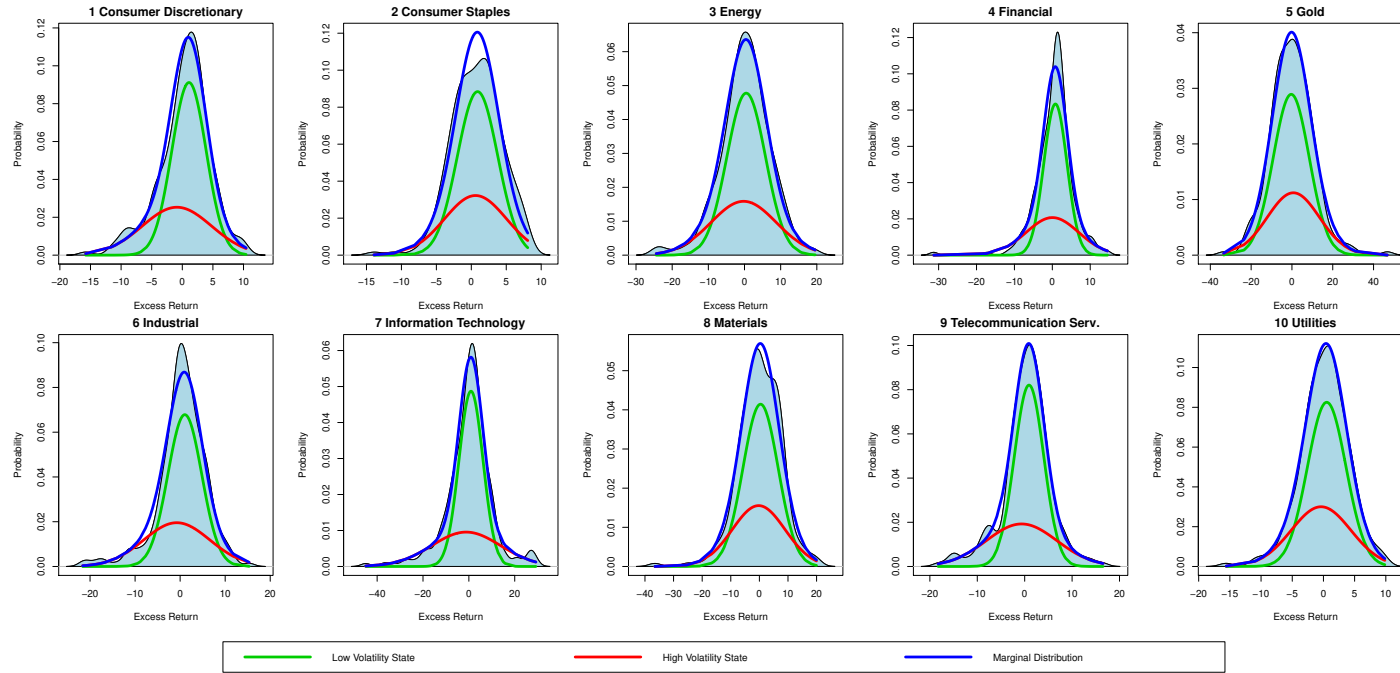 1 Consumer Discretionary
Probability
0.00 0.02 0.04 0.06 0.08 0.10 0.12
−20 −15 −10 −5 0 5 10
Excess Return
2 Consumer Staples
Probability
0.00 0.02 0.04 0.06 0.08 0.10 0.12
−15 −10 −5 0 5 10
Excess Return
3 Energy
Probability
0.00 0.01 0.02 0.03 0.04 0.05 0.06
−30 −20 −10 0 10 20
Excess Return
4 Financial
Probability
0.00 0.02 0.04 0.06 0.08 0.10 0.12
−30 −20 −10 0 10
Excess Return
5 Gold
Probability
0.00 0.01 0.02 0.03 0.04
−40 −20 0 20 40
Excess Return
6 Industrial
Probability
0.00 0.02 0.04 0.06 0.08 0.10
−20 −10 0 10 20
Excess Return
7 Information Technology
Probability
0.00 0.01 0.02 0.03 0.04 0.05 0.06
−40 −20 0 20
Excess Return
8 Materials
Probability
0.00 0.01 0.02 0.03 0.04 0.05
−40 −30 −20 −10 0 10 20
Excess Return
9 Telecommunication Serv.
Probability
0.00 0.02 0.04 0.06 0.08 0.10
−20 −10 0 10 20
Excess Return
10 Utilities
Probability
0.00 0.02 0.04 0.06 0.08 0.10
−20 −15 −10 −5 0 5 10
Excess Return
Low Volatility State
High Volatility State
Marginal Distribution